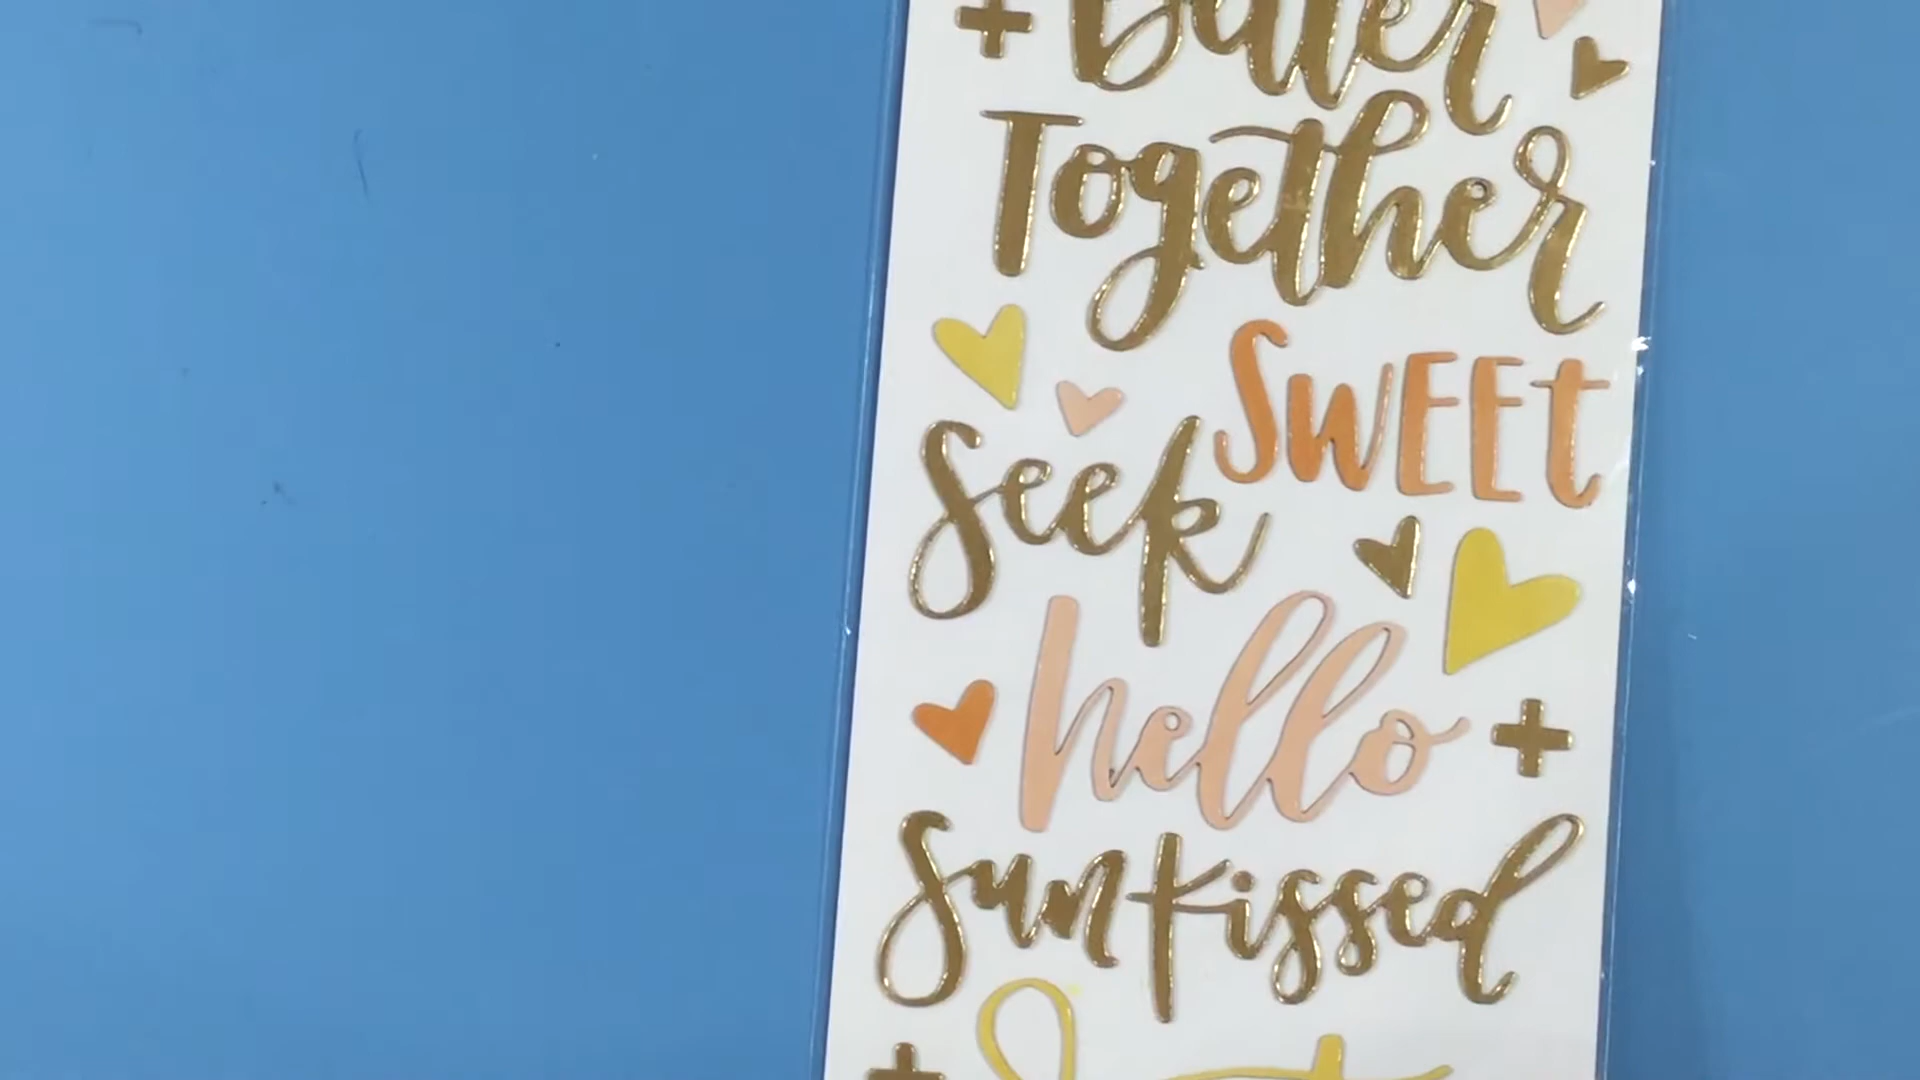 + Better
Together
SWEEt
Seek
hello
+
Sunkissed